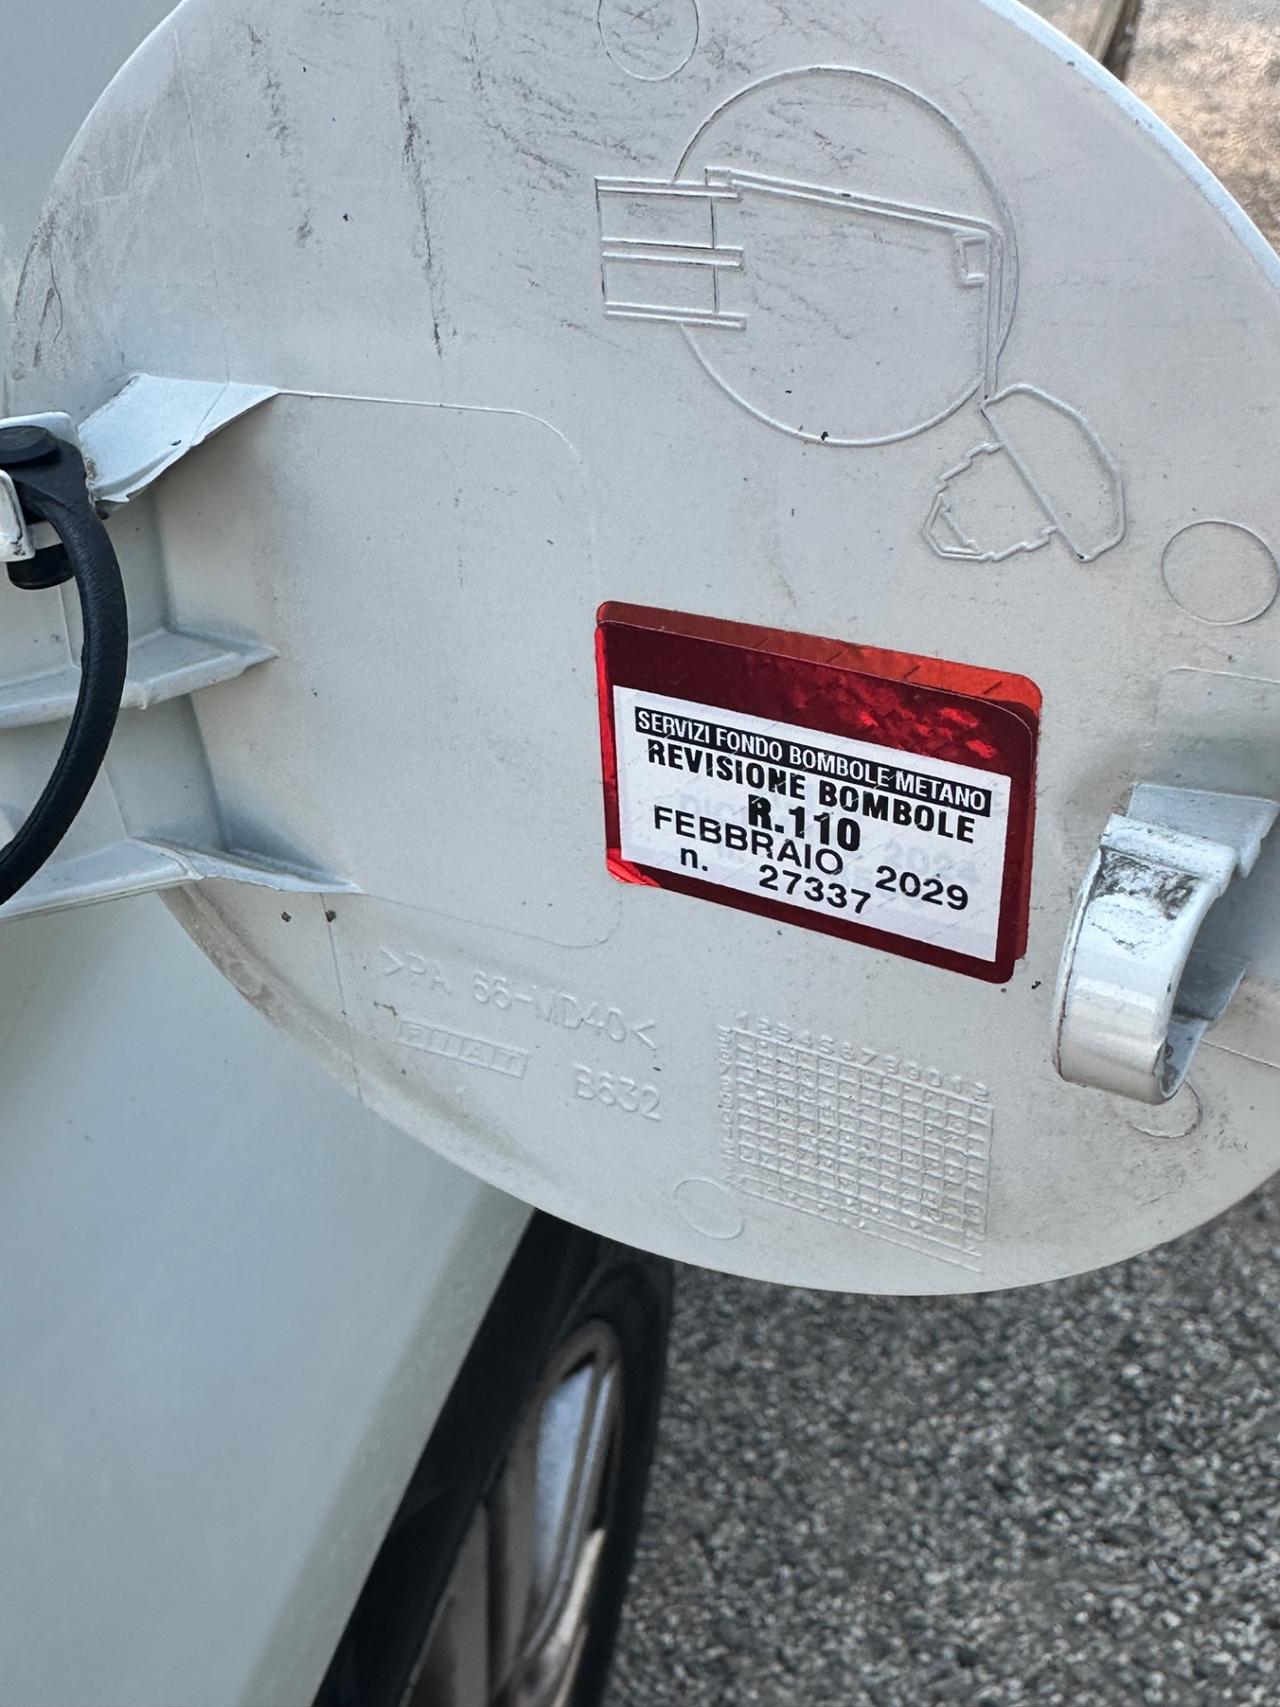 SERVIZI FONDO BOMBOLE METANO
REVISIONE BOMBOLE
R.110
FEBBRAIO 2029
n. 27337
>PA 66-MD40<
FIAT B632